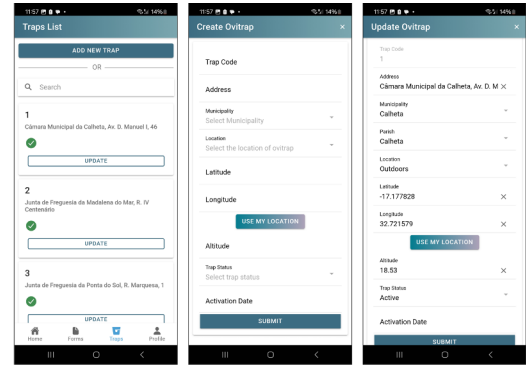 11:57
14%
Traps List
ADD NEW TRAP
OR
Search
1
Câmara Municipal da Calheta, Av. D. Manuel I, 46
UPDATE
2
Junta de Freguesia da Madalena do Mar, R. IV
Centenário
UPDATE
3
Junta de Freguesia da Ponta do Sol, R. Marquesa, 1
UPDATE
Home
Forms
Traps
Profile
11:57
14%
Create Ovitrap
×
Trap Code
Address
Municipality
Select Municipality
Location
Select the location of ovitrap
Latitude
Longitude
USE MY LOCATION
Altitude
Trap Status
Select trap status
Activation Date
SUBMIT
11:57
14%
Update Ovitrap
×
Trap Code
1
Address
Câmara Municipal da Calheta, Av. D. M
Municipality
Calheta
Parish
Calheta
Location
Outdoors
Latitude
-17.177828
Longitude
32.721579
USE MY LOCATION
Altitude
18.53
Trap Status
Active
Activation Date
SUBMIT